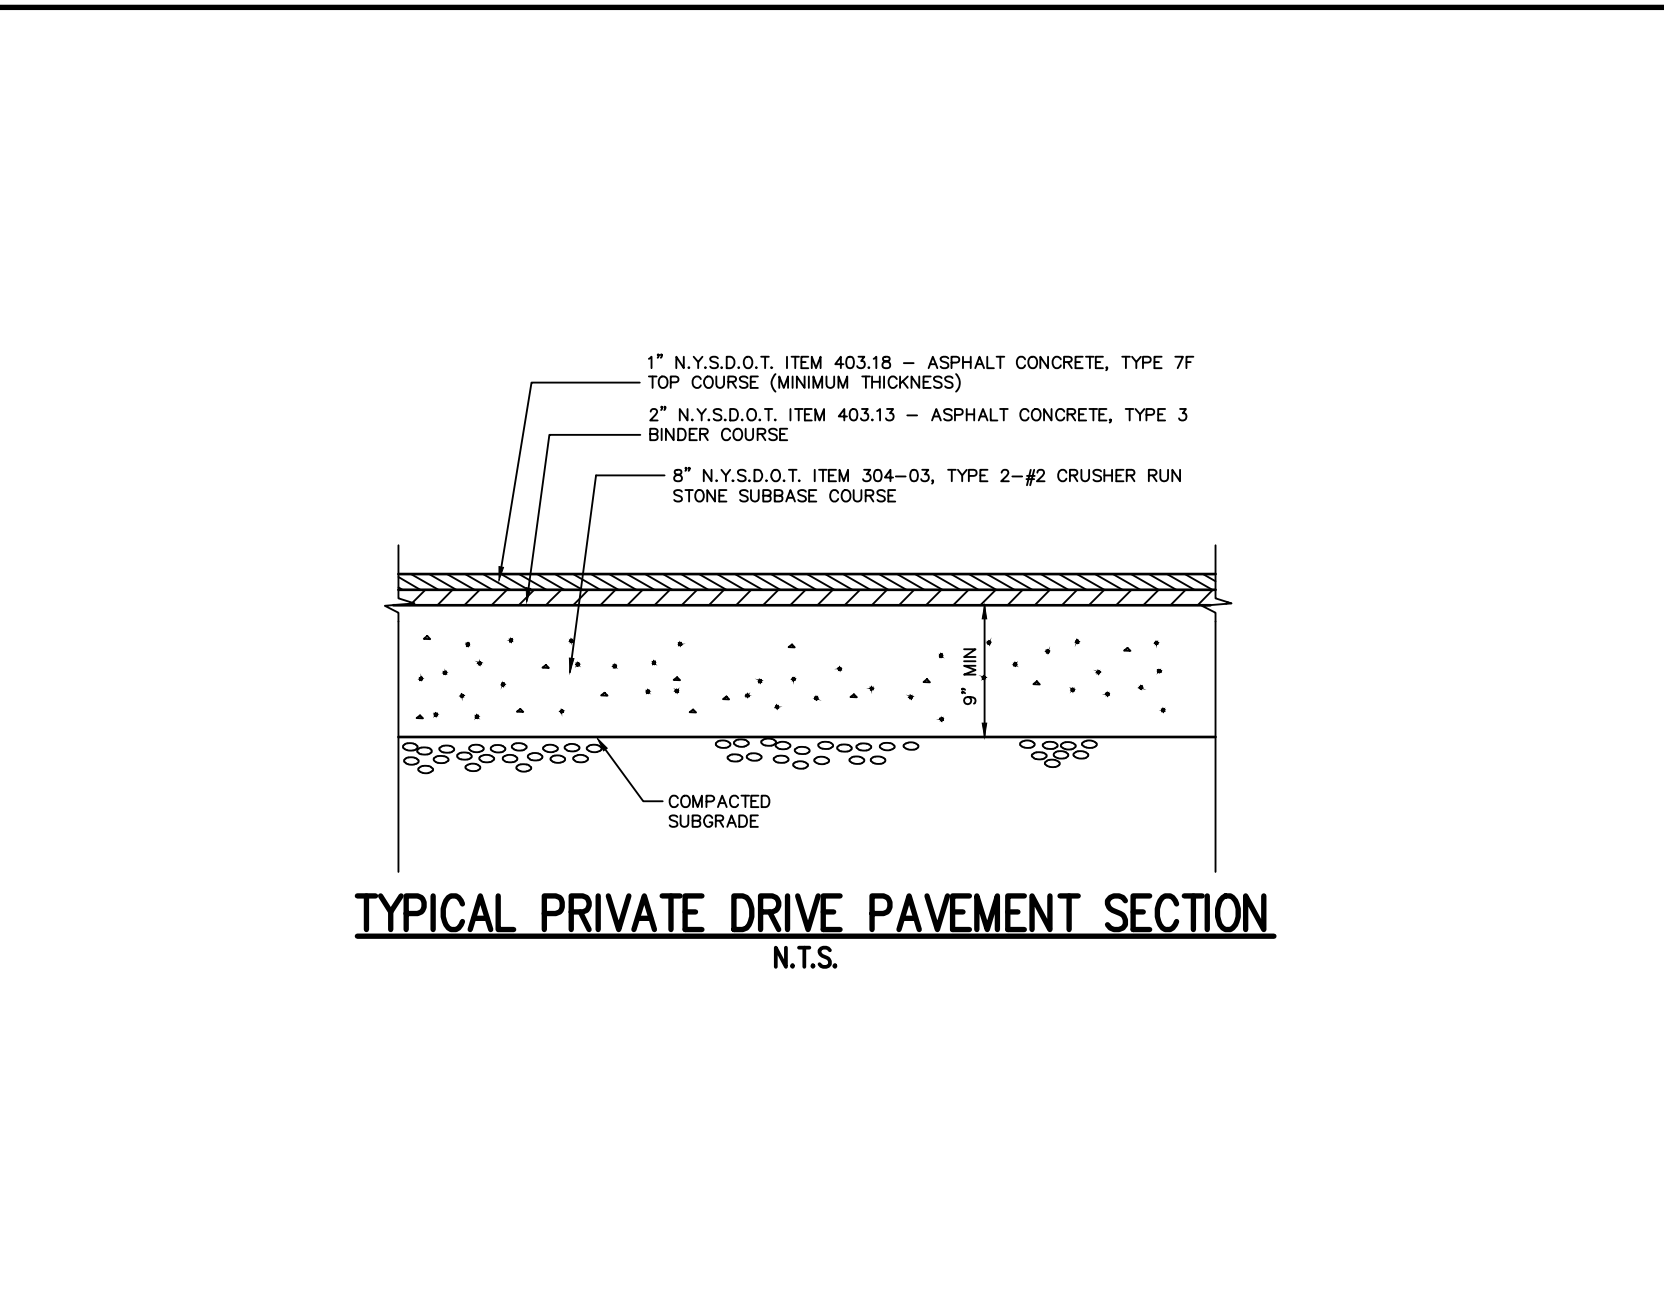 1" N.Y.S.D.O.T. ITEM 403.18 – ASPHALT CONCRETE, TYPE 7F
TOP COURSE (MINIMUM THICKNESS)
2" N.Y.S.D.O.T. ITEM 403.13 – ASPHALT CONCRETE, TYPE 3
BINDER COURSE
8" N.Y.S.D.O.T. ITEM 304–03, TYPE 2–#2 CRUSHER RUN
STONE SUBBASE COURSE
9" MIN
COMPACTED
SUBGRADE
TYPICAL PRIVATE DRIVE PAVEMENT SECTION
N.T.S.